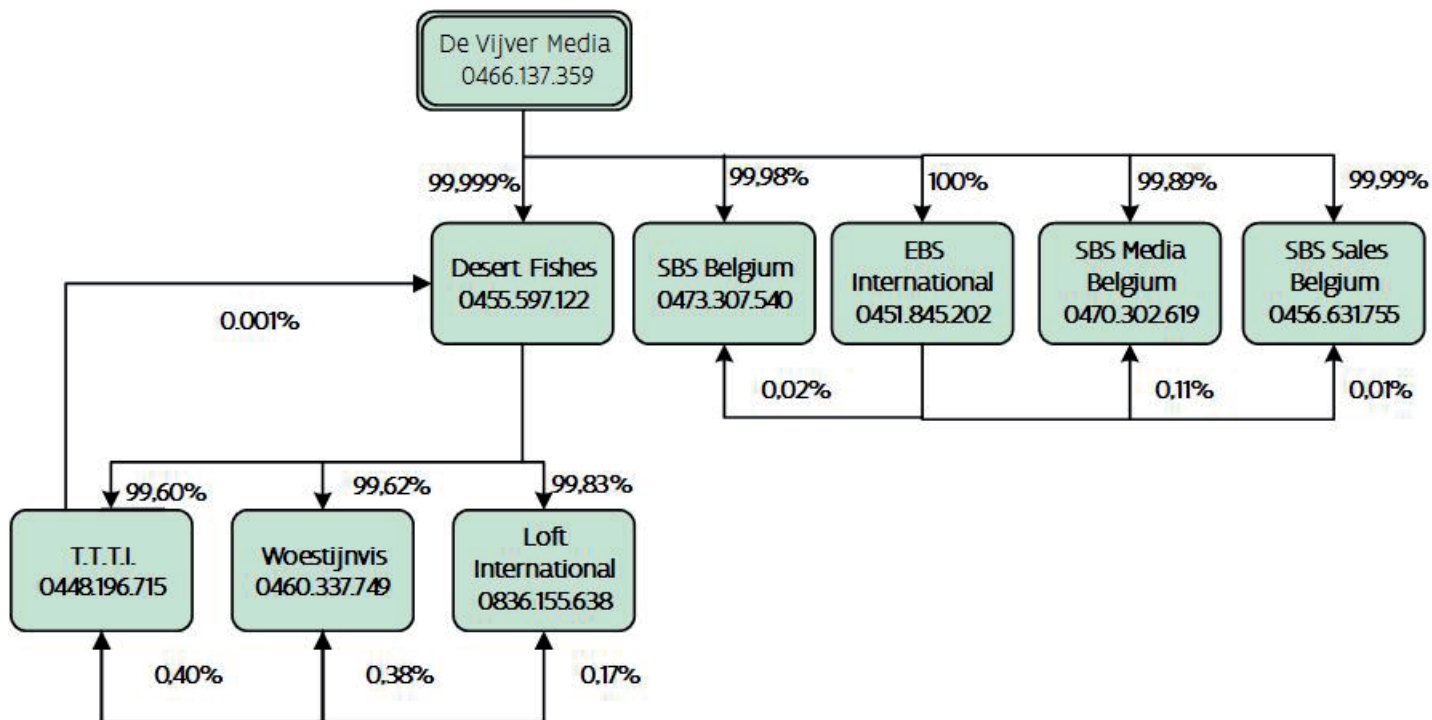 De Vijver Media
0466.137.359
99,999%
99,98%
100%
99,89%
99,99%
Desert Fishes
0455.597.122
SBS Belgium
0473.307.540
EBS
International
0451.845.202
SBS Media
Belgium
0470.302.619
SBS Sales
Belgium
0456.631.755
0.001%
0,02%
0,11%
0,01%
99,60%
99,62%
99,83%
T.T.T.I.
0448.196.715
Woestijnvis
0460.337.749
Loft
International
0836.155.638
0,40%
0,38%
0,17%